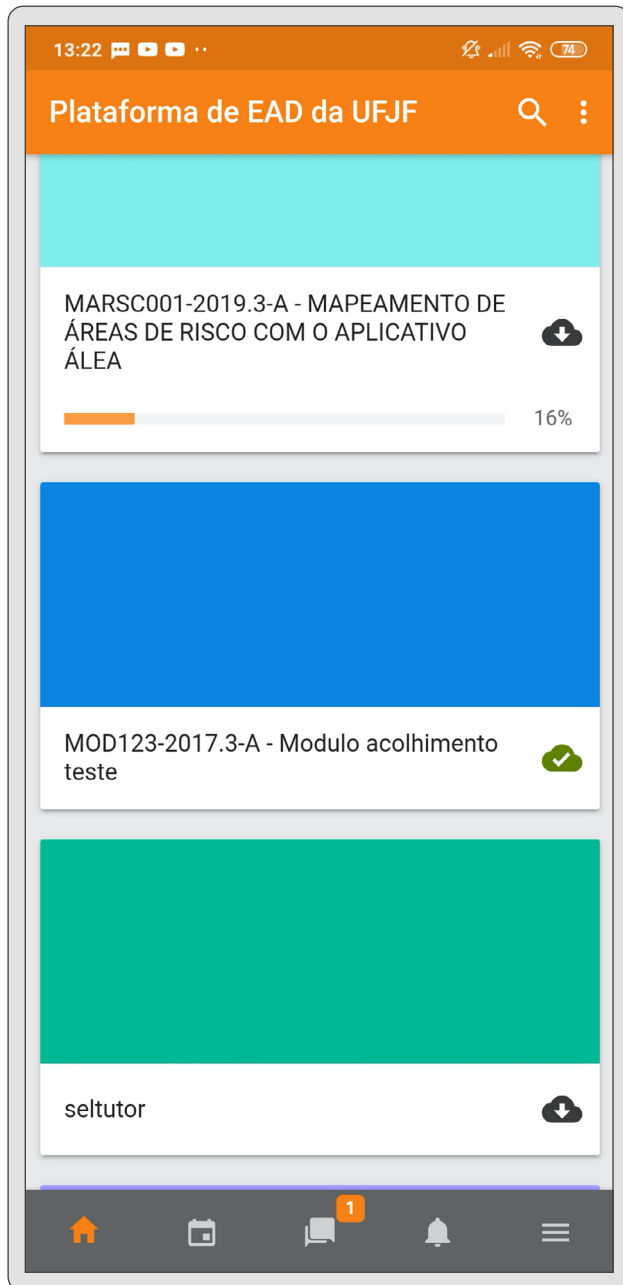 13:22
74
Plataforma de EAD da UFJF
MARSC001-2019.3-A - MAPEAMENTO DE
ÁREAS DE RISCO COM O APLICATIVO
ÁLEA
16%
MOD123-2017.3-A - Modulo acolhimento
teste
seltutor
1